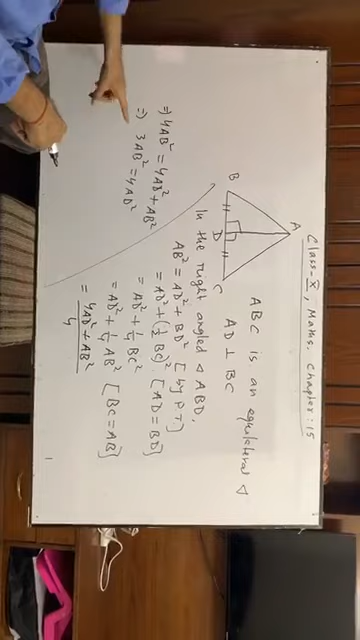 Class-X, Maths, Chapter:15
A
B
D
C
ABC is an equilateral Δ
AD ⊥ BC
In the right angled Δ ABD,
AB² = AD² + BD² [by P.T.]
= AD² + (1/2 BC)² [AD = BD]
= AD² + 1/4 BC²
= AD² + 1/4 AB² [BC = AB]
= 4AD² + AB² / 4
⇒ 4AB² = 4AD² + AB²
⇒ 3AB² = 4AD²